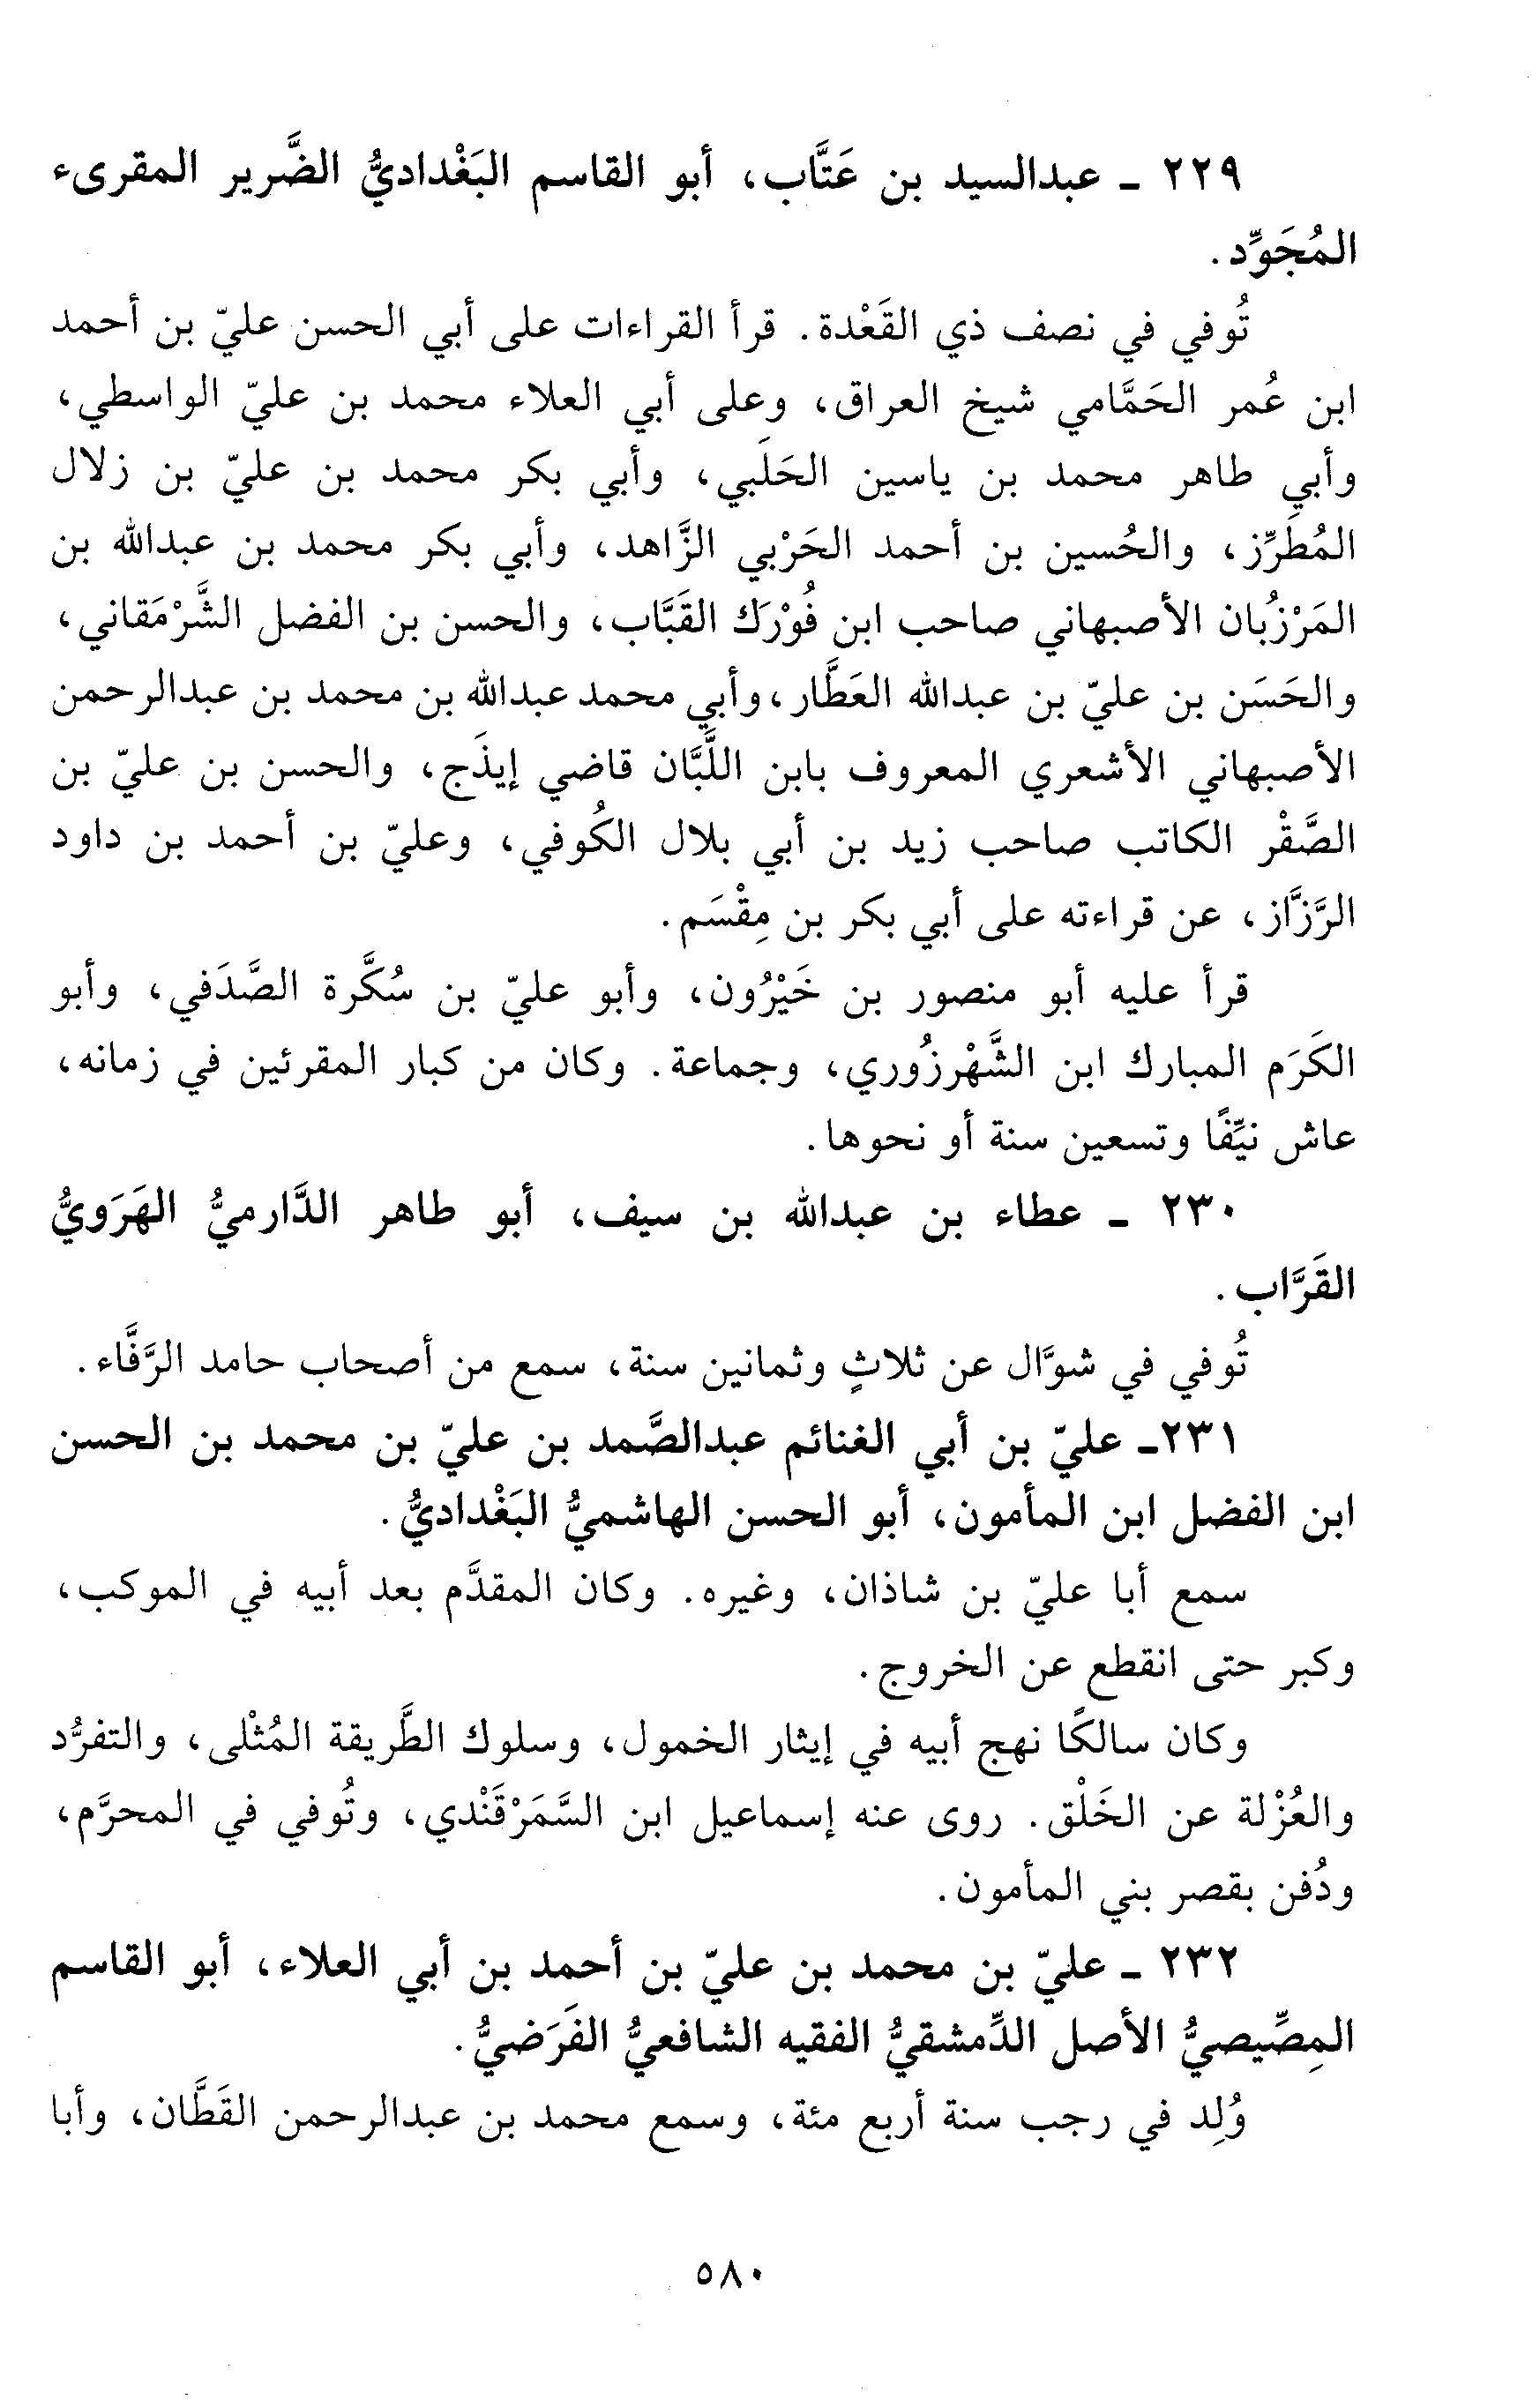 ٢٢٩ ـ عبدالسيد بن عَتَّاب، أبو القاسم البَغْداديُّ الضَّرير المقرىء
المُجَوِّد.
تُوفي في نصف ذي القَعْدة. قرأ القراءات على أبي الحسن عليّ بن أحمد
ابن عُمر الحَمَّامي شيخ العراق، وعلى أبي العلاء محمد بن عليّ الواسطي،
وأبي طاهر محمد بن ياسين الحَلَبي، وأبي بكر محمد بن عليّ بن زلال
المُطَرِّز، والحُسين بن أحمد الحَرْبي الزَّاهد، وأبي بكر محمد بن عبدالله بن
المَرْزُبان الأصبهاني صاحب ابن فُوْرَك القَبَّاب، والحسن بن الفضل الشَّرْمَقاني،
والحَسَن بن عليّ بن عبدالله العَطَّار، وأبي محمد عبدالله بن محمد بن عبدالرحمن
الأصبهاني الأشعري المعروف بابن اللَّبَّان قاضي إيذَج، والحسن بن عليّ بن
الصَّقْر الكاتب صاحب زيد بن أبي بلال الكُوفي، وعليّ بن أحمد بن داود
الرَّزَّاز، عن قراءته على أبي بكر بن مِقْسَم.
قرأ عليه أبو منصور بن خَيْرُون، وأبو عليّ بن سُكَّرة الصَّدَفي، وأبو
الكَرَم المبارك ابن الشَّهْرزُوري، وجماعة. وكان من كبار المقرئين في زمانه،
عاش نيِّفًا وتسعين سنة أو نحوها.
٢٣٠ ـ عطاء بن عبدالله بن سيف، أبو طاهر الدَّارميُّ الهَرَويُّ
القَرَّاب.
تُوفي في شوَّال عن ثلاثٍ وثمانين سنة، سمع من أصحاب حامد الرَّفَّاء.
٢٣١ـ عليّ بن أبي الغنائم عبدالصَّمد بن عليّ بن محمد بن الحسن
ابن الفضل ابن المأمون، أبو الحسن الهاشميُّ البَغْداديُّ.
سمع أبا عليّ بن شاذان، وغيره. وكان المقدَّم بعد أبيه في الموكب،
وكبر حتى انقطع عن الخروج.
وكان سالكًا نهج أبيه في إيثار الخمول، وسلوك الطَّريقة المُثْلى، والتفرُّد
والعُزْلة عن الخَلْق. روى عنه إسماعيل ابن السَّمَرْقَنْدي، وتُوفي في المحرَّم،
ودُفن بقصر بني المأمون.
٢٣٢ ـ عليّ بن محمد بن عليّ بن أحمد بن أبي العلاء، أبو القاسم
المِصِّيصيُّ الأصل الدِّمشقيُّ الفقيه الشافعيُّ الفَرَضيُّ.
وُلِد في رجب سنة أربع مئة، وسمع محمد بن عبدالرحمن القَطَّان، وأبا
٥٨٠